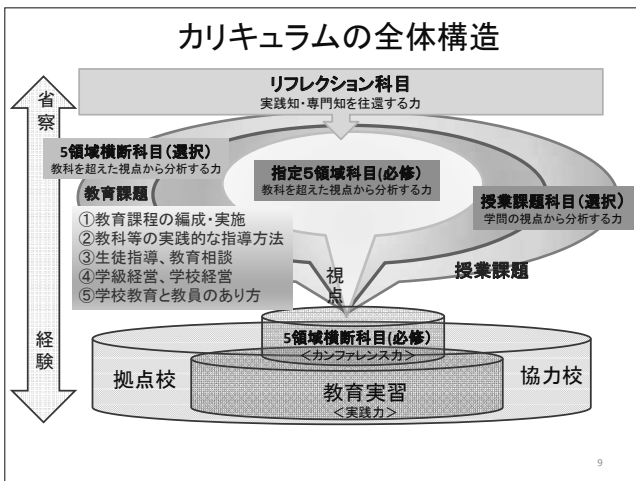 カリキュラムの全体構造
省察
リフレクション科目
実践知・専門知を往還する力
5領域横断科目(選択)
教科を超えた視点から分析する力
教育課題
指定5領域科目(必修)
教科を超えた視点から分析する力
授業課題科目(選択)
学問の視点から分析する力
授業課題
①教育課程の編成・実施
②教科等の実践的な指導方法
③生徒指導、教育相談
④学級経営、学校経営
⑤学校教育と教員のあり方
視点
5領域横断科目(必修)
<カンファレンス力>
経験
拠点校
協力校
教育実習
<実践力>
9